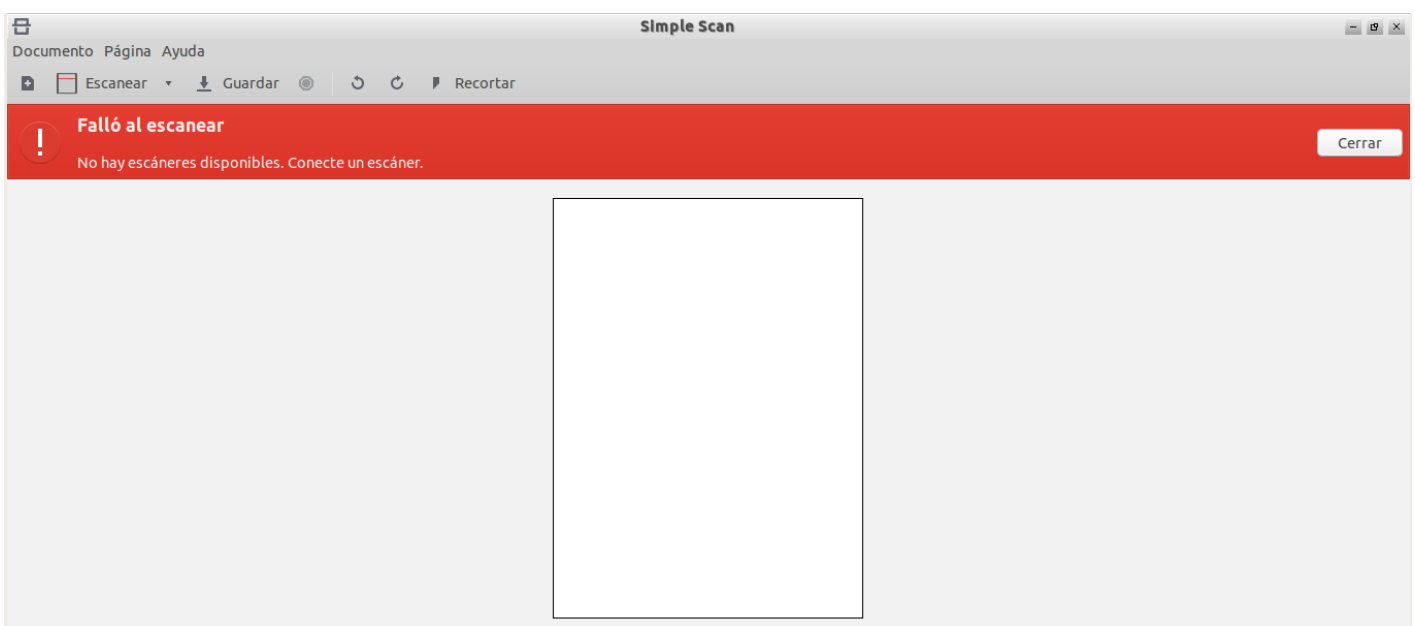 Simple Scan
Documento Página Ayuda
Escanear Guardar Recortar
Falló al escanear
Cerrar
No hay escáneres disponibles. Conecte un escáner.